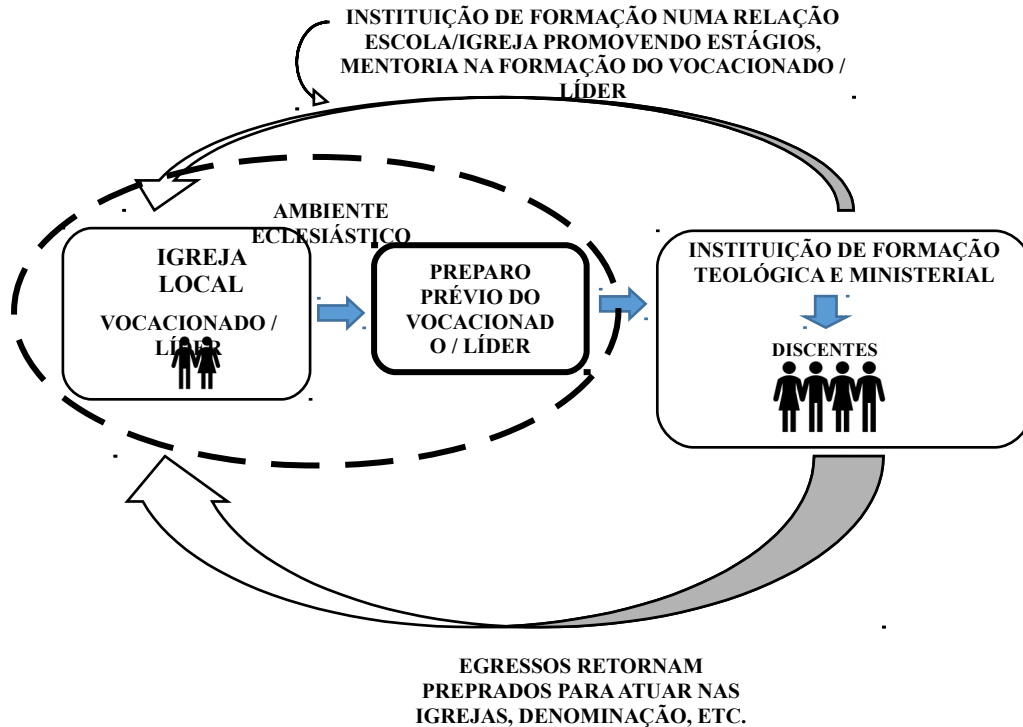 INSTITUIÇÃO DE FORMAÇÃO NUMA RELAÇÃO
ESCOLA/IGREJA PROMOVENDO ESTÁGIOS,
MENTORIA NA FORMAÇÃO DO VOCACIONADO /
LÍDER
AMBIENTE
ECLESIÁSTICO
IGREJA
LOCAL
VOCACIONADO /
LÍDER
PREPARO
PRÉVIO DO
VOCACIONAD
O / LÍDER
INSTITUIÇÃO DE FORMAÇÃO
TEOLÓGICA E MINISTERIAL
DISCENTES
EGRESSOS RETORNAM
PREPRADOS PARA ATUAR NAS
IGREJAS, DENOMINAÇÃO, ETC.